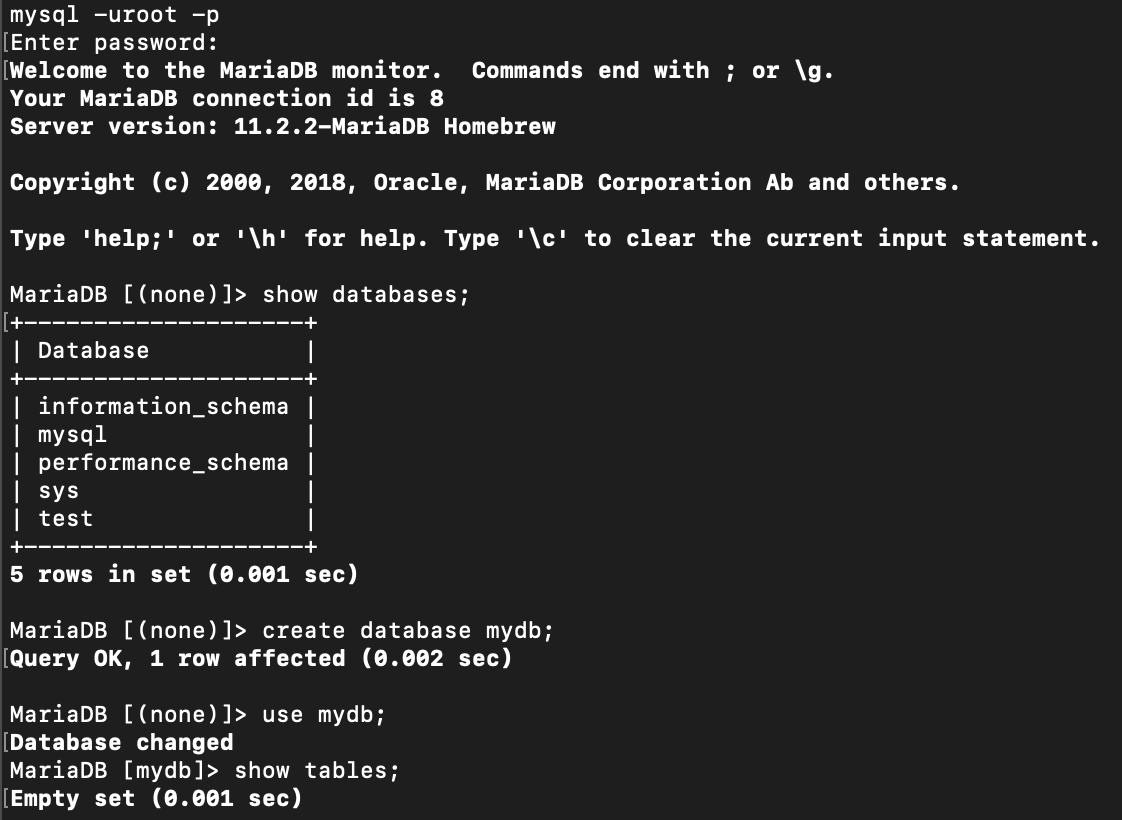 mysql -uroot -p
[Enter password:
[Welcome to the MariaDB monitor.  Commands end with ; or \g.
Your MariaDB connection id is 8
Server version: 11.2.2-MariaDB Homebrew
Copyright (c) 2000, 2018, Oracle, MariaDB Corporation Ab and others.
Type 'help;' or '\h' for help. Type '\c' to clear the current input statement.
MariaDB [(none)]> show databases;
[+--------------------+
| Database           |
+--------------------+
| information_schema |
| mysql              |
| performance_schema |
| sys                |
| test               |
+--------------------+
5 rows in set (0.001 sec)
MariaDB [(none)]> create database mydb;
[Query OK, 1 row affected (0.002 sec)
MariaDB [(none)]> use mydb;
[Database changed
MariaDB [mydb]> show tables;
[Empty set (0.001 sec)